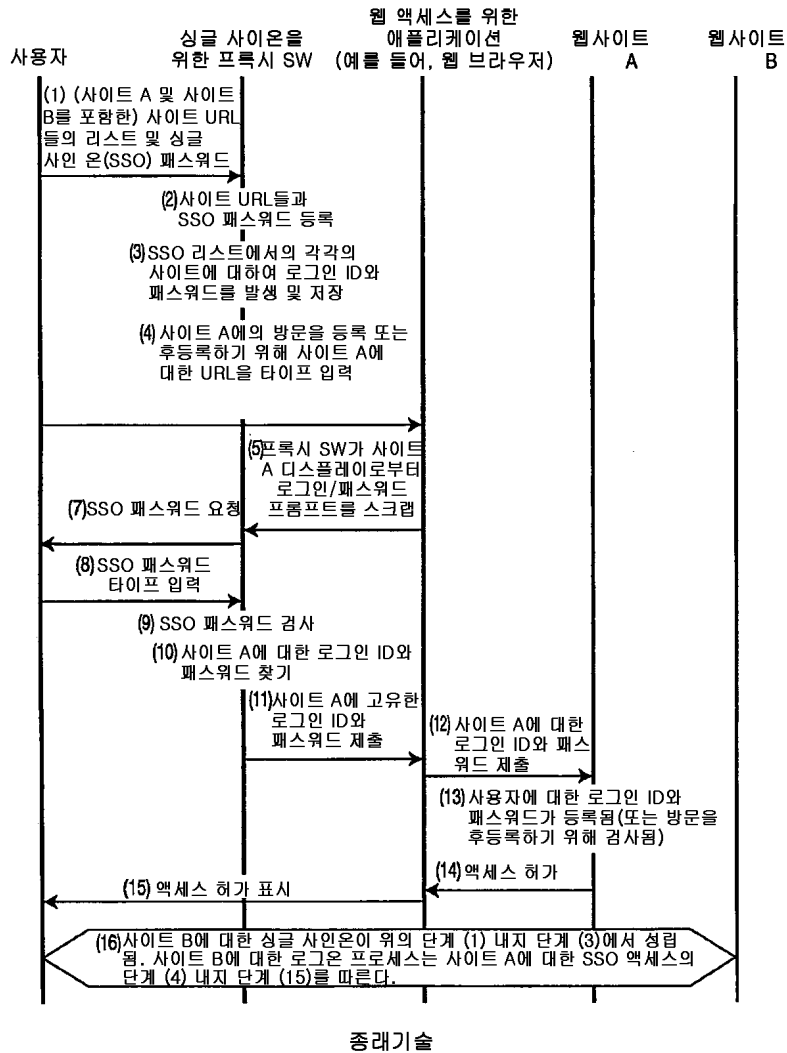 사용자
싱글 사이온을
위한 프록시 SW
웹 액세스를 위한
애플리케이션
(예를 들어, 웹 브라우저)
웹사이트
A
웹사이트
B
(1) (사이트 A 및 사이트
B를 포함한) 사이트 URL
들의 리스트 및 싱글
사인 온(SSO) 패스워드
(2)사이트 URL들과
SSO 패스워드 등록
(3)SSO 리스트에서의 각각의
사이트에 대하여 로그인 ID와
패스워드를 발생 및 저장
(4)사이트 A에의 방문을 등록 또는
후등록하기 위해 사이트 A에
대한 URL을 타이프 입력
(5)프록시 SW가 사이트
A 디스플레이로부터
로그인/패스워드
프롬프트를 스크랩
(7)SSO 패스워드 요청
(8)SSO 패스워드
타이프 입력
(9) SSO 패스워드 검사
(10)사이트 A에 대한 로그인 ID와
패스워드 찾기
(11)사이트 A에 고유한
로그인 ID와
패스워드 제출
(12)사이트 A에 대한
로그인 ID와 패스
워드 제출
(13)사용자에 대한 로그인 ID와
패스워드가 등록됨(또는 방문을
후등록하기 위해 검사됨)
(14)액세스 허가
(15) 액세스 허가 표시
(16)사이트 B에 대한 싱글 사인온이 위의 단계 (1) 내지 단계 (3)에서 성립
됨. 사이트 B에 대한 로그온 프로세스는 사이트 A에 대한 SSO 액세스의
단계 (4) 내지 단계 (15)를 따른다.
종래기술